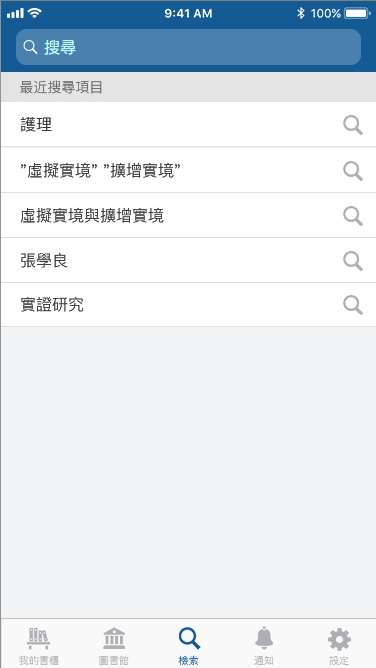 9:41 AM
100%
搜尋
最近搜尋項目
護理
”虛擬實境” ”擴增實境”
虛擬實境與擴增實境
張學良
實證研究
我的書櫃
圖書館
檢索
通知
設定